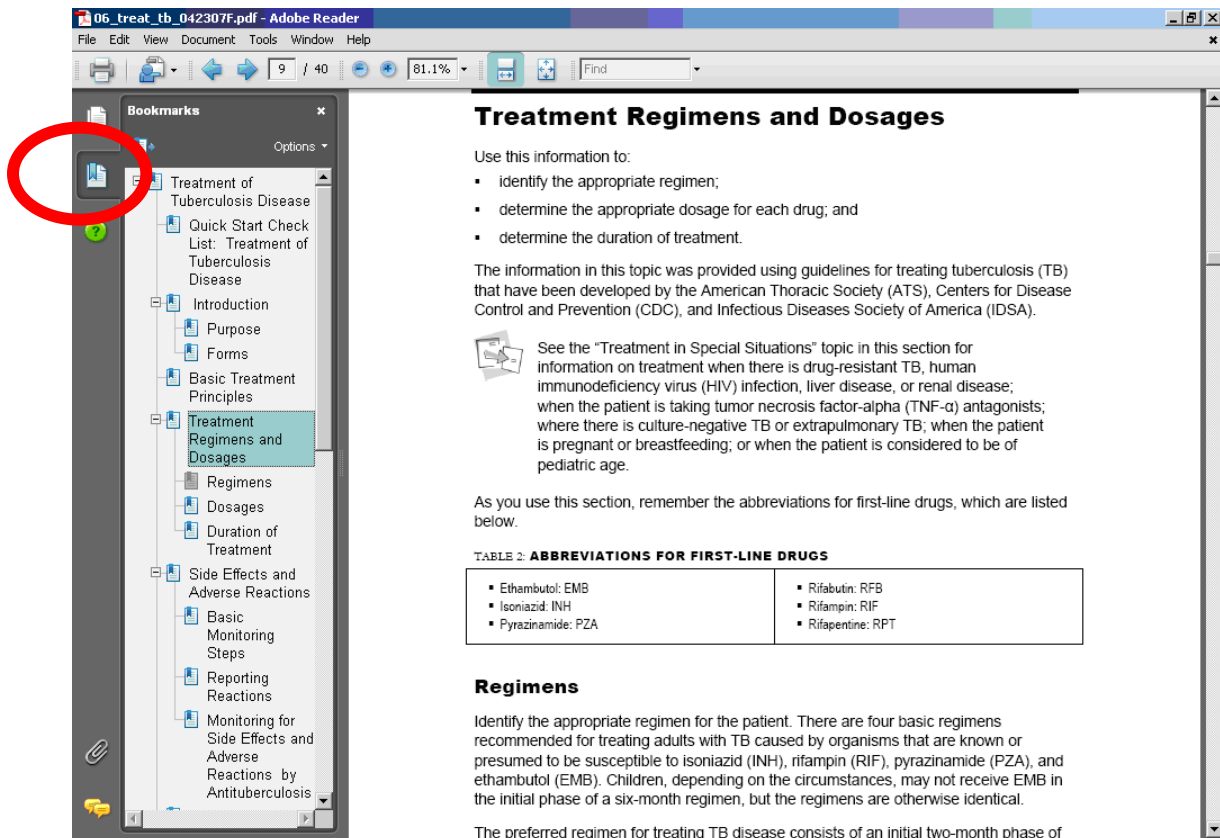 06_treat_tb_042307F.pdf - Adobe Reader
File Edit View Document Tools Window Help
9 / 40 81.1% Find
Bookmarks
Options
Treatment of
Tuberculosis Disease
Quick Start Check
List: Treatment of
Tuberculosis
Disease
Introduction
Purpose
Forms
Basic Treatment
Principles
Treatment
Regimens and
Dosages
Regimens
Dosages
Duration of
Treatment
Side Effects and
Adverse Reactions
Basic
Monitoring
Steps
Reporting
Reactions
Monitoring for
Side Effects and
Adverse
Reactions by
Antituberculosis
Treatment Regimens and Dosages
Use this information to:
▪ identify the appropriate regimen;
▪ determine the appropriate dosage for each drug; and
▪ determine the duration of treatment.
The information in this topic was provided using guidelines for treating tuberculosis (TB)
that have been developed by the American Thoracic Society (ATS), Centers for Disease
Control and Prevention (CDC), and Infectious Diseases Society of America (IDSA).
See the “Treatment in Special Situations” topic in this section for
information on treatment when there is drug-resistant TB, human
immunodeficiency virus (HIV) infection, liver disease, or renal disease;
when the patient is taking tumor necrosis factor-alpha (TNF-α) antagonists;
where there is culture-negative TB or extrapulmonary TB; when the patient
is pregnant or breastfeeding; or when the patient is considered to be of
pediatric age.
As you use this section, remember the abbreviations for first-line drugs, which are listed
below.
TABLE 2: ABBREVIATIONS FOR FIRST-LINE DRUGS
▪ Ethambutol: EMB
▪ Isoniazid: INH
▪ Pyrazinamide: PZA
▪ Rifabutin: RFB
▪ Rifampin: RIF
▪ Rifapentine: RPT
Regimens
Identify the appropriate regimen for the patient. There are four basic regimens
recommended for treating adults with TB caused by organisms that are known or
presumed to be susceptible to isoniazid (INH), rifampin (RIF), pyrazinamide (PZA), and
ethambutol (EMB). Children, depending on the circumstances, may not receive EMB in
the initial phase of a six-month regimen, but the regimens are otherwise identical.
The preferred regimen for treating TB disease consists of an initial two-month phase of